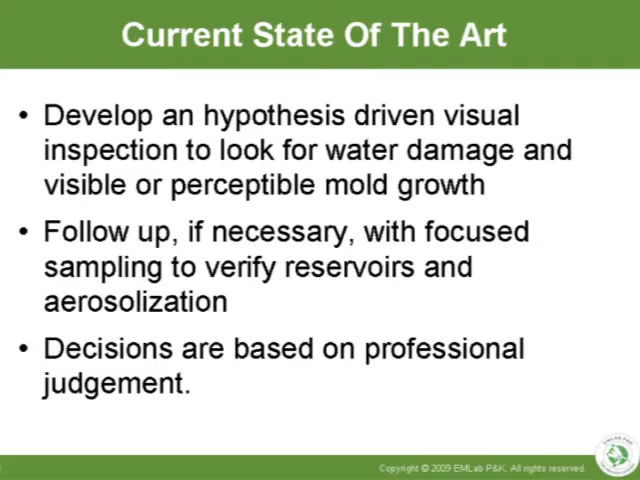 Current State Of The Art
• Develop an hypothesis driven visual
inspection to look for water damage and
visible or perceptible mold growth
• Follow up, if necessary, with focused
sampling to verify reservoirs and
aerosolization
• Decisions are based on professional
judgement.
EMLAB P&K
Copyright © 2009 EMLab P&K. All rights reserved.